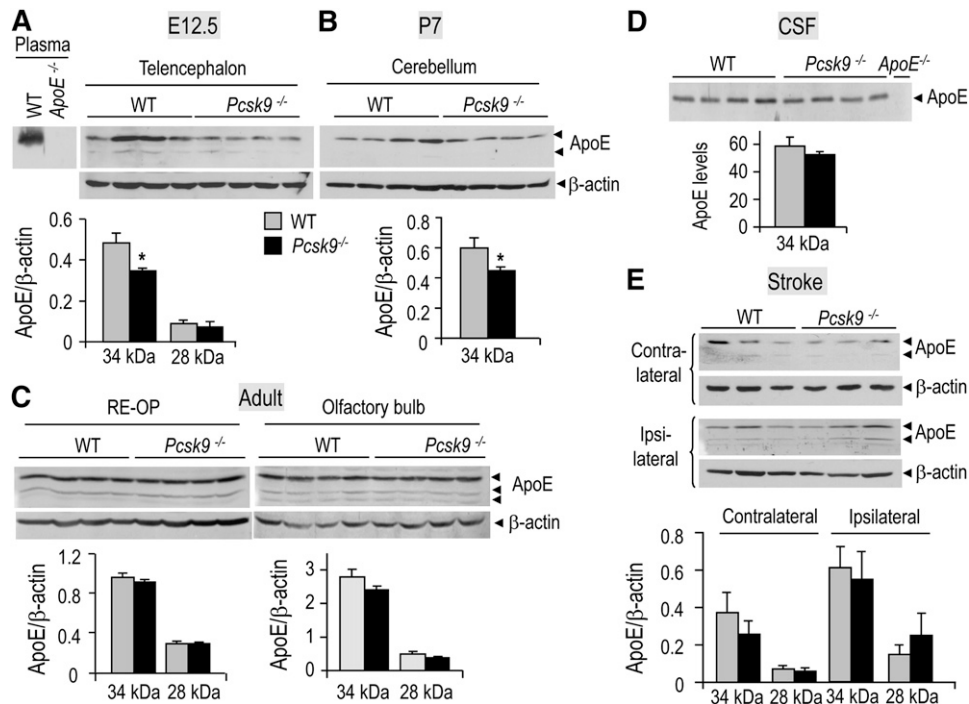 A
E12.5
Plasma
WT
ApoE -/-
Telencephalon
WT
Pcsk9 -/-
B
P7
Cerebellum
WT
Pcsk9 -/-
ApoE
β-actin
ApoE/β-actin
0.6
0.4
0.2
0
34 kDa
28 kDa
WT
Pcsk9-/-
ApoE/β-actin
0.8
0.6
0.4
0.2
0
34 kDa
*
*
C
Adult
RE-OP
WT
Pcsk9 -/-
Olfactory bulb
WT
Pcsk9 -/-
ApoE
β-actin
ApoE/β-actin
1.2
0.8
0.4
0
34 kDa
28 kDa
ApoE/β-actin
3
2
1
0
34 kDa
28 kDa
D
CSF
WT
Pcsk9 -/-
ApoE-/-
ApoE
ApoE levels
60
40
20
0
34 kDa
E
Stroke
WT
Pcsk9 -/-
Contra-
lateral
ApoE
β-actin
Ipsi-
lateral
ApoE
β-actin
Contralateral
Ipsilateral
ApoE/β-actin
0.8
0.6
0.4
0.2
0
34 kDa
28 kDa
34 kDa
28 kDa